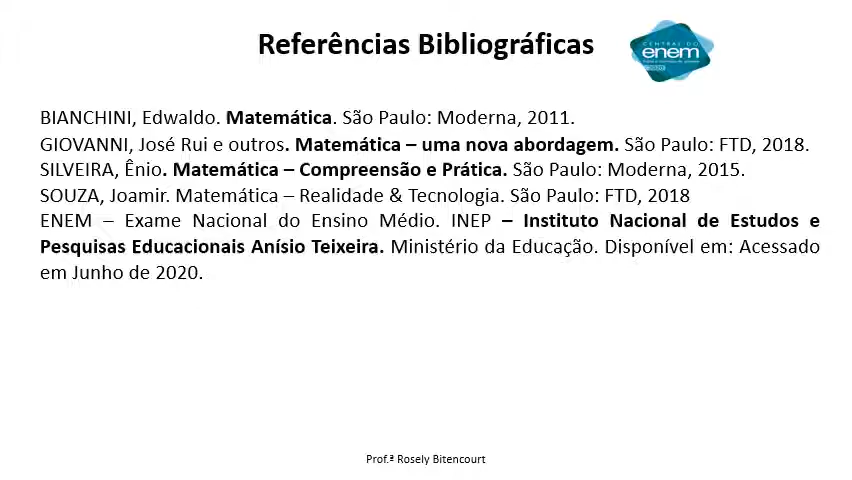 Referências Bibliográficas
CENTRAL DO
enem
BIANCHINI, Edwaldo. Matemática. São Paulo: Moderna, 2011.
GIOVANNI, José Rui e outros. Matemática – uma nova abordagem. São Paulo: FTD, 2018.
SILVEIRA, Ênio. Matemática – Compreensão e Prática. São Paulo: Moderna, 2015.
SOUZA, Joamir. Matemática – Realidade & Tecnologia. São Paulo: FTD, 2018
ENEM – Exame Nacional do Ensino Médio. INEP – Instituto Nacional de Estudos e
Pesquisas Educacionais Anísio Teixeira. Ministério da Educação. Disponível em: Acessado
em Junho de 2020.
Prof.ª Rosely Bitencourt